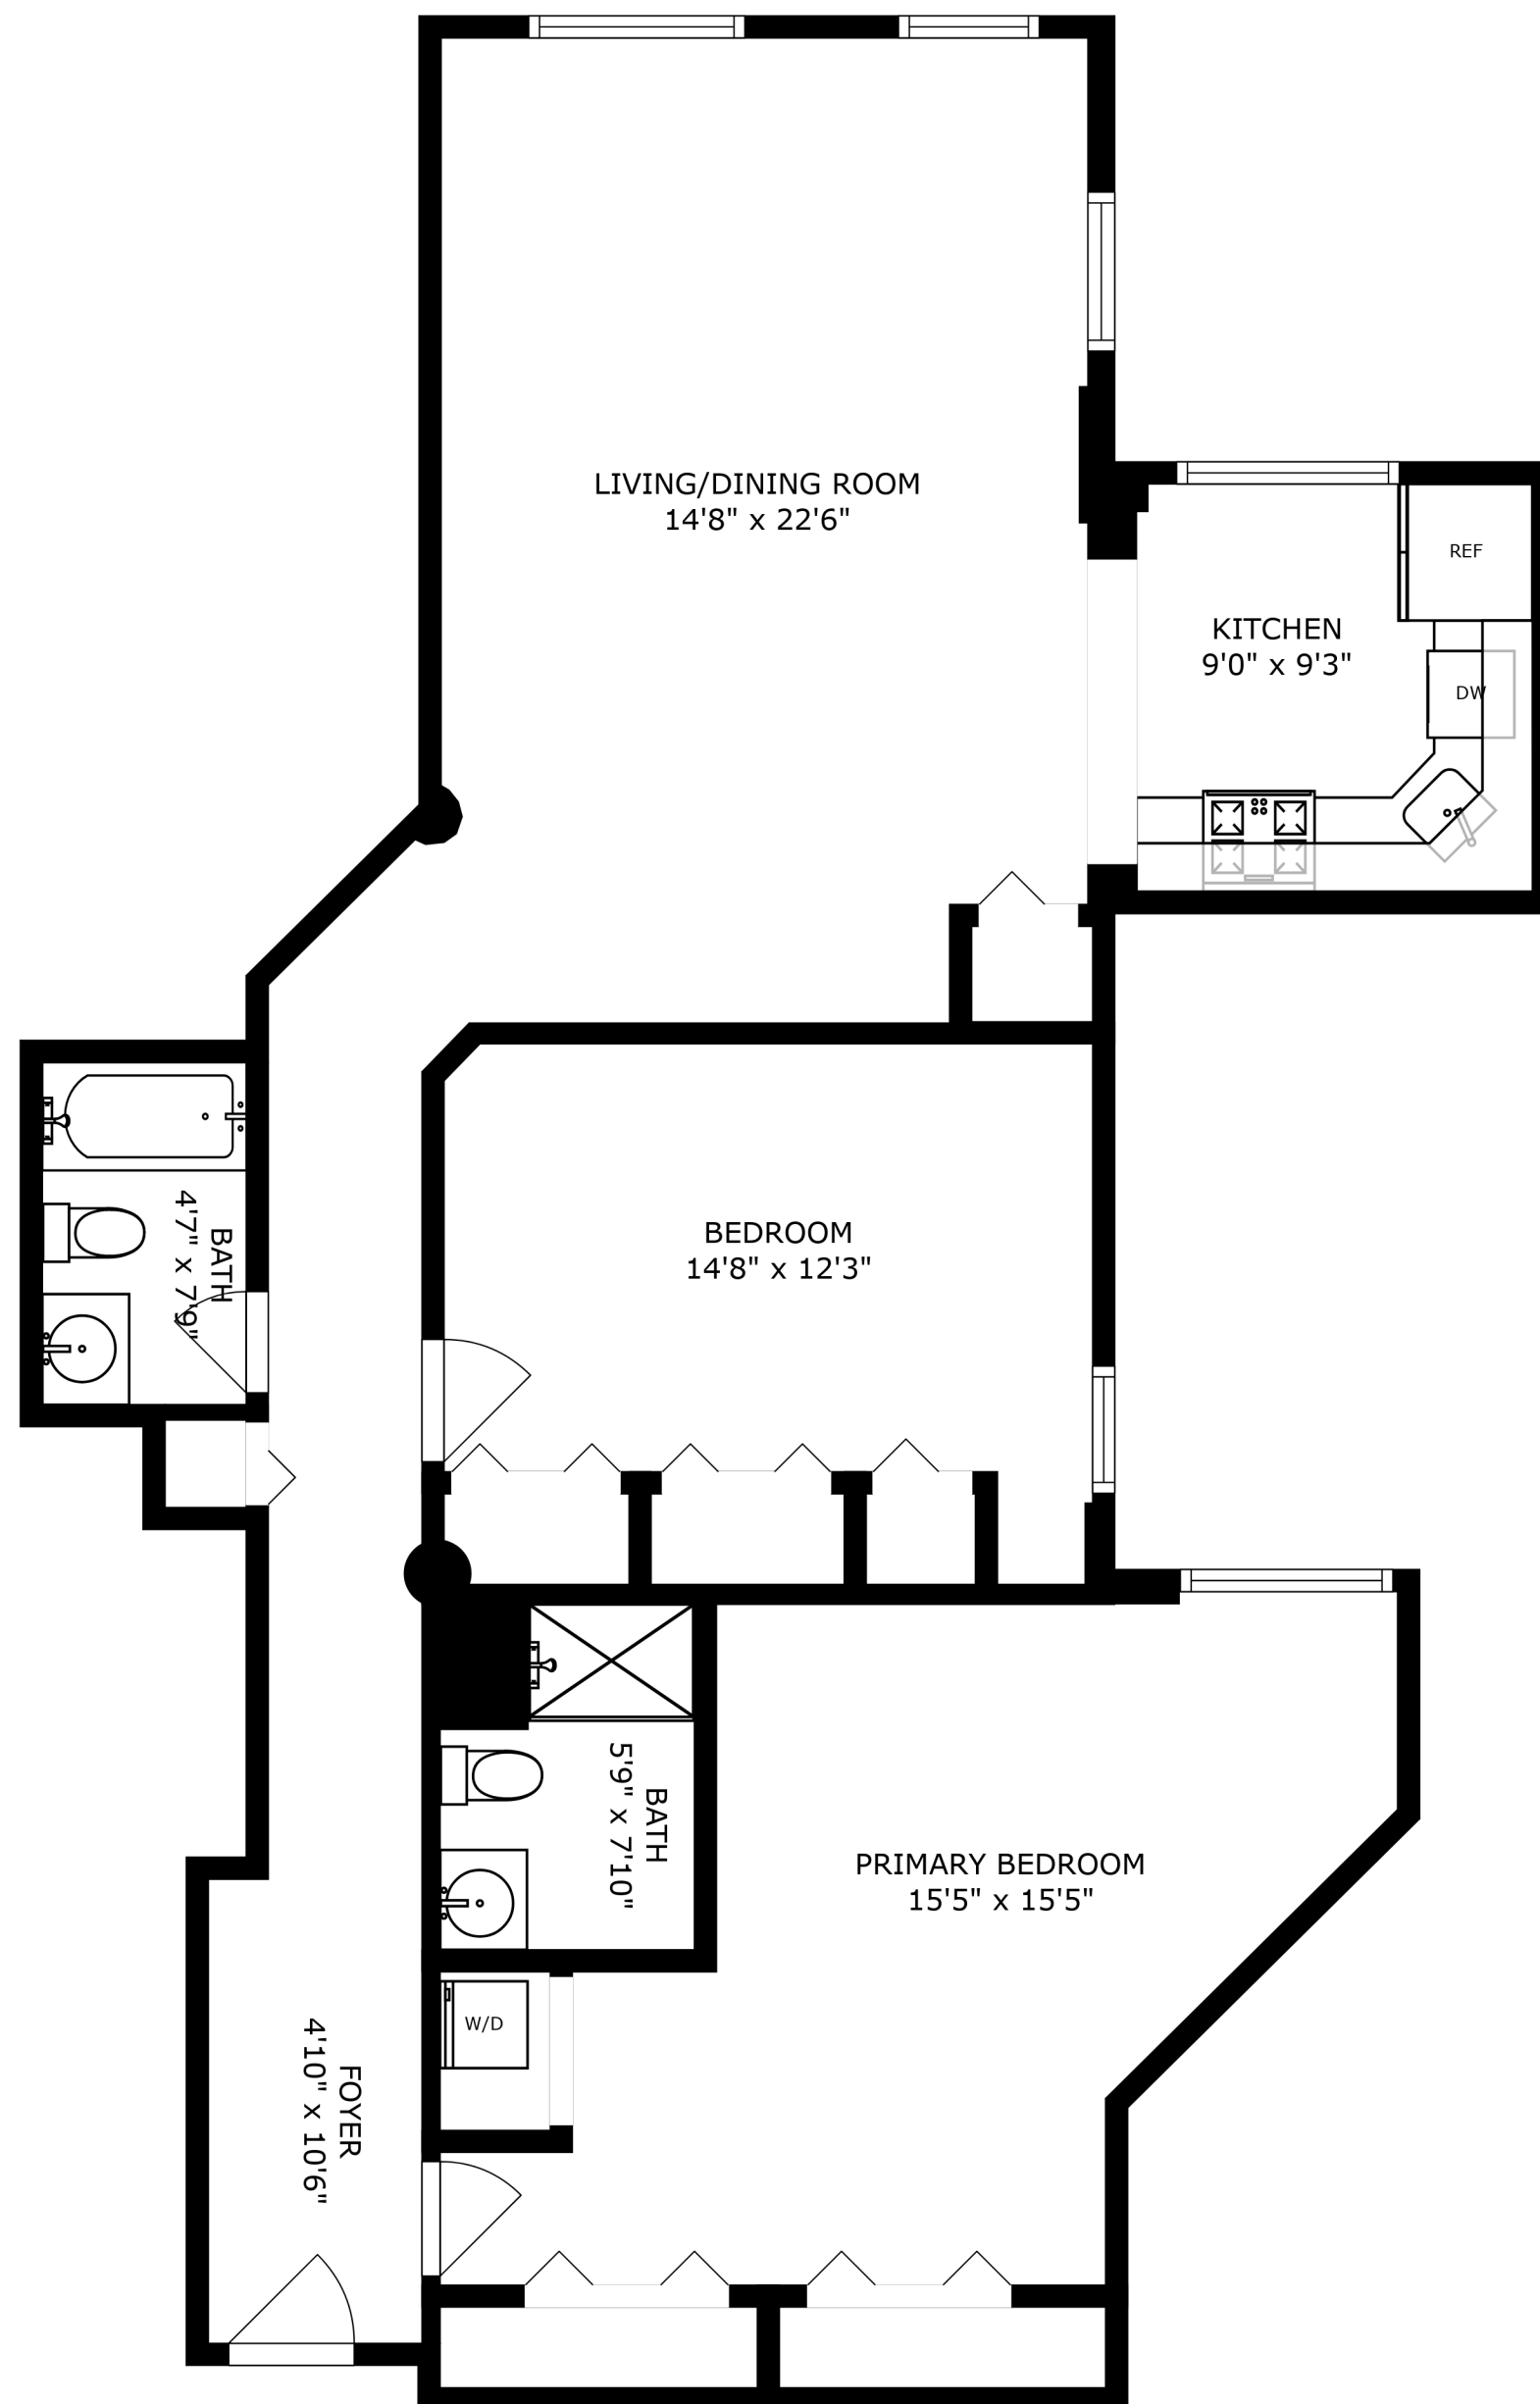 LIVING/DINING ROOM
14'8" x 22'6"
REF
KITCHEN
9'0" x 9'3"
DW
BATH
4'7" x 7'9"
BEDROOM
14'8" x 12'3"
BATH
5'9" x 7'10"
PRIMARY BEDROOM
15'5" x 15'5"
W/D
FOYER
4'10" x 10'6"